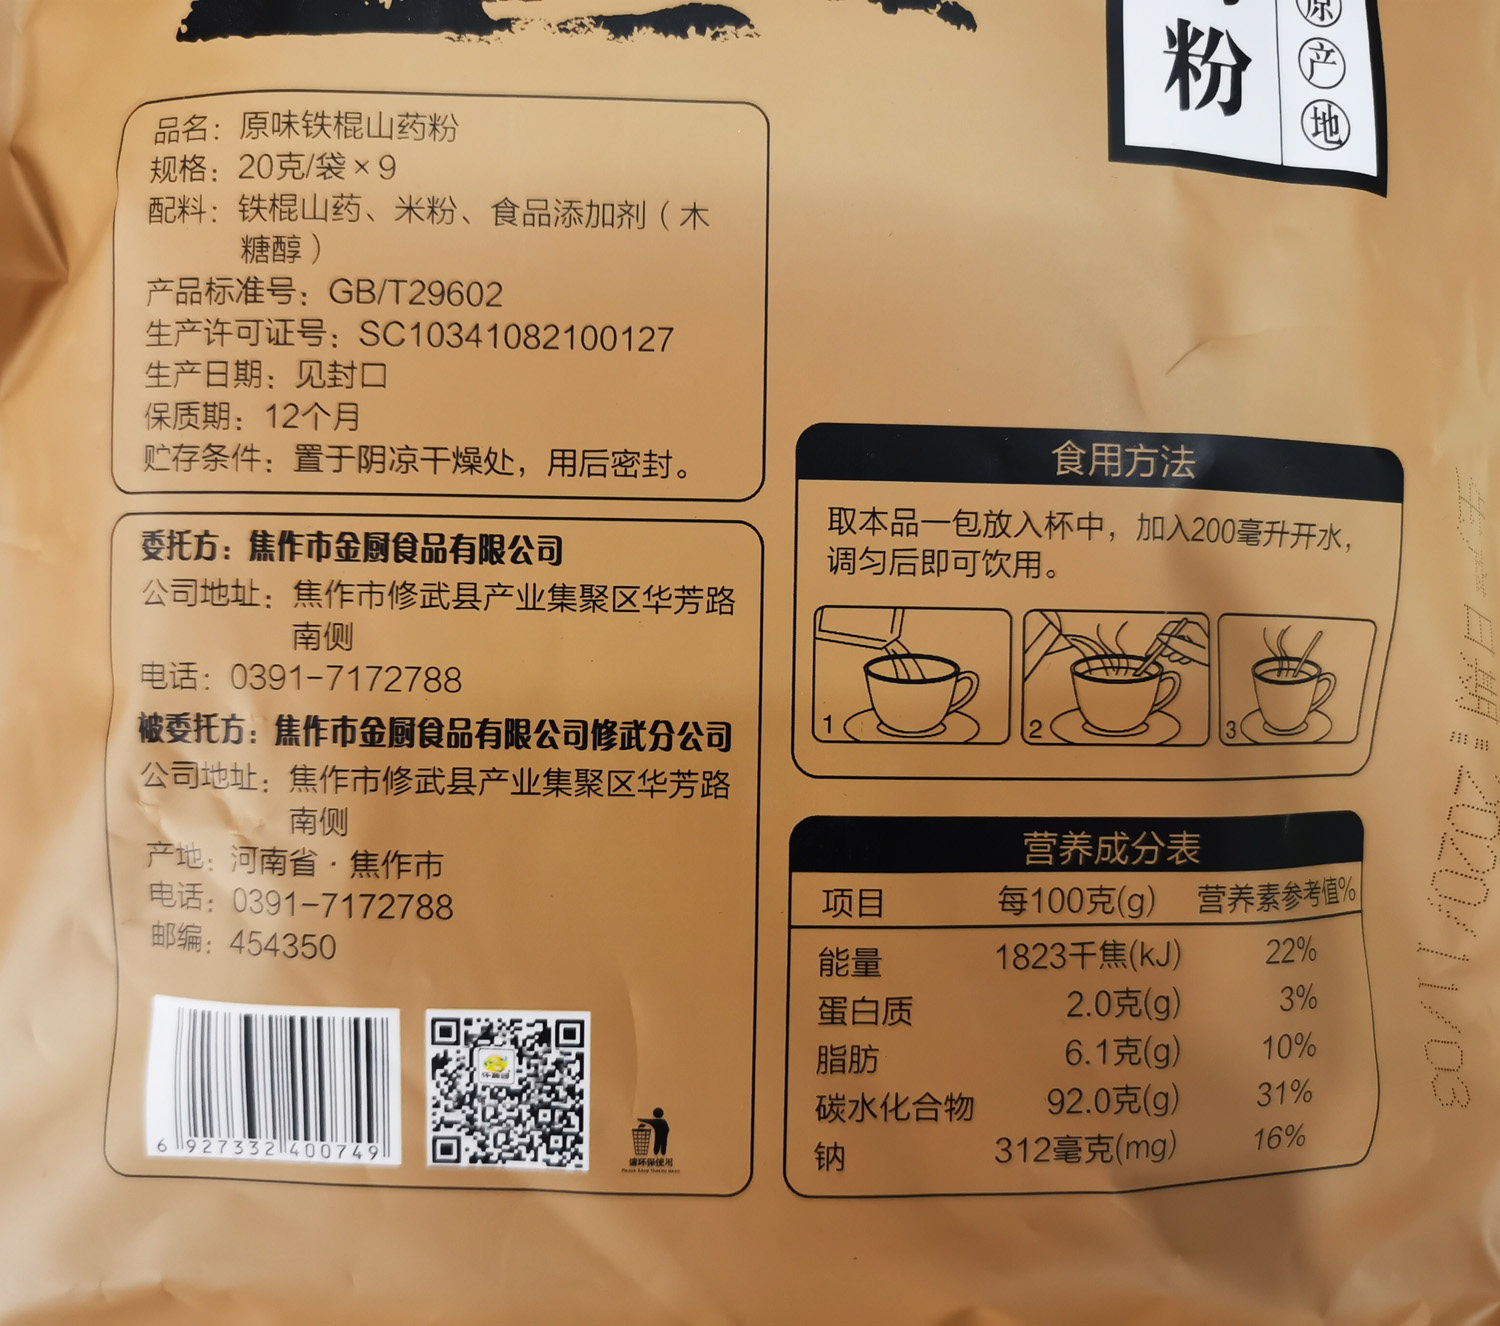 粉
原
产
地
品名：原味铁棍山药粉
规格：20克/袋×9
配料：铁棍山药、米粉、食品添加剂（木
糖醇）
产品标准号：GB/T29602
生产许可证号：SC10341082100127
生产日期：见封口
保质期：12个月
贮存条件：置于阴凉干燥处，用后密封。
委托方：焦作市金厨食品有限公司
公司地址：焦作市修武县产业集聚区华芳路
南侧
电话：0391-7172788
被委托方：焦作市金厨食品有限公司修武分公司
公司地址：焦作市修武县产业集聚区华芳路
南侧
产地：河南省·焦作市
电话：0391-7172788
邮编：454350
6 927332 400749
请环保使用
食用方法
取本品一包放入杯中，加入200毫升开水，
调匀后即可饮用。
1
2
3
营养成分表
项目 每100克(g) 营养素参考值%
能量 1823千焦(kJ) 22%
蛋白质 2.0克(g) 3%
脂肪 6.1克(g) 10%
碳水化合物 92.0克(g) 31%
钠 312毫克(mg) 16%
生产日期:2020/11/03